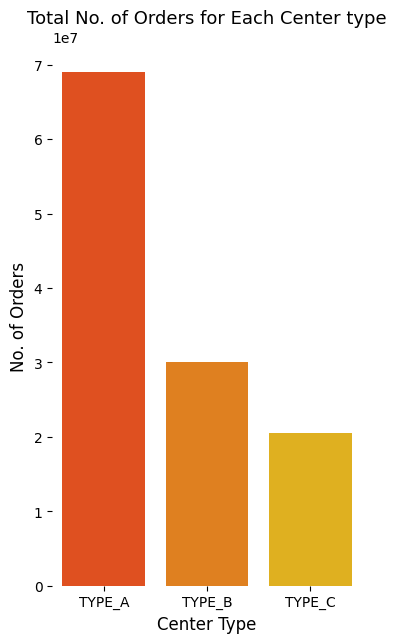 Total No. of Orders for Each Center type
1e7
7
6
5
4
3
2
1
0
No. of Orders
TYPE_A TYPE_B TYPE_C
Center Type